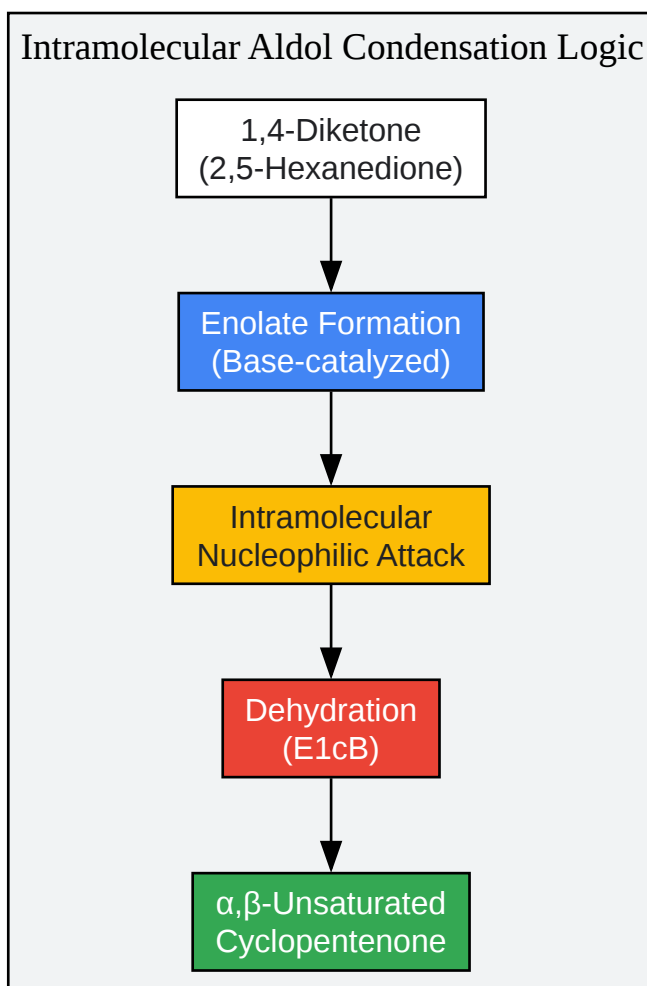 Intramolecular Aldol Condensation Logic
1,4-Diketone
(2,5-Hexanedione)
Enolate Formation
(Base-catalyzed)
Intramolecular
Nucleophilic Attack
Dehydration
(E1cB)
α,β-Unsaturated
Cyclopentenone